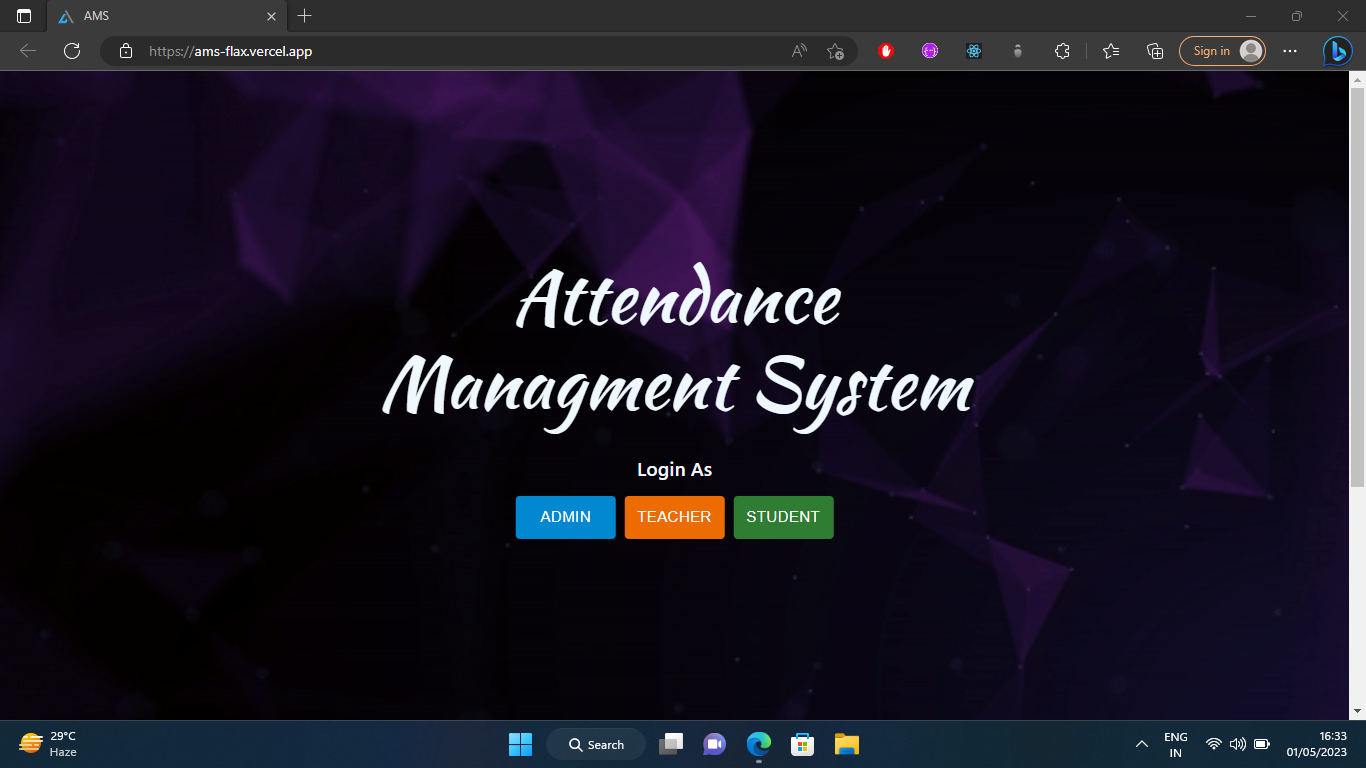 AMS
https://ams-flax.vercel.app
Sign in
Attendance
Managment System
Login As
ADMIN TEACHER STUDENT
29°C
Haze
Search
ENG
IN
16:33
01/05/2023